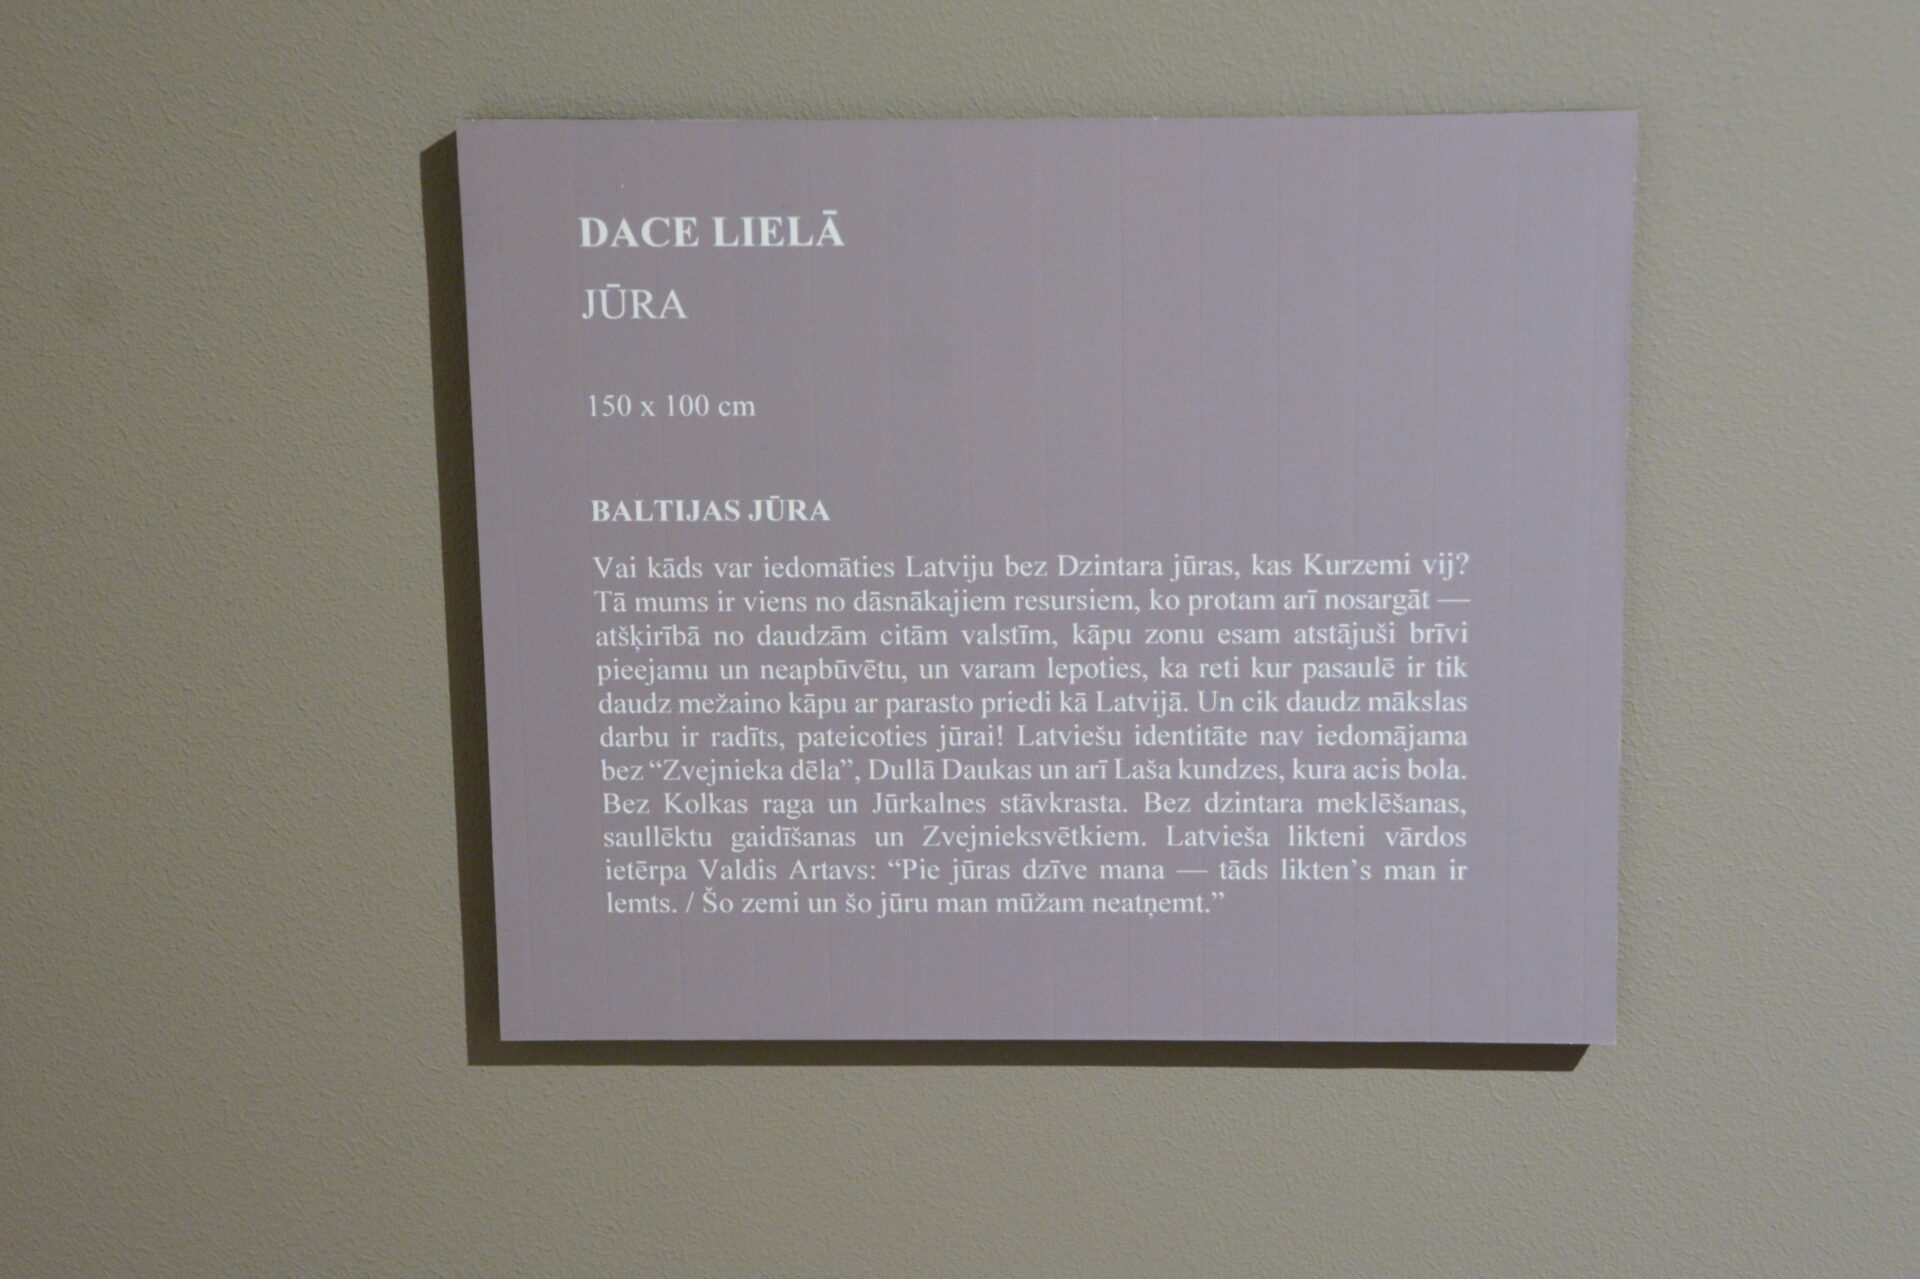 DACE LIELĀ
JŪRA
150 x 100 cm
BALTIJAS JŪRA
Vai kāds var iedomāties Latviju bez Dzintara jūras, kas Kurzemi vij?
Tā mums ir viens no dāsnākajiem resursiem, ko protam arī nosargāt —
atšķirībā no daudzām citām valstīm, kāpu zonu esam atstājuši brīvi
pieejamu un neapbūvētu, un varam lepoties, ka reti kur pasaulē ir tik
daudz mežaino kāpu ar parasto priedi kā Latvijā. Un cik daudz mākslas
darbu ir radīts, pateicoties jūrai! Latviešu identitāte nav iedomājama
bez “Zvejnieka dēla”, Dullā Daukas un arī Laša kundzes, kura acis bola.
Bez Kolkas raga un Jūrkalnes stāvkrasta. Bez dzintara meklēšanas,
saullēktu gaidīšanas un Zvejnieksvētkiem. Latvieša likteni vārdos
ietērpa Valdis Artavs: “Pie jūras dzīve mana — tāds likten’s man ir
lemts. / Šo zemi un šo jūru man mūžam neatņemt.”